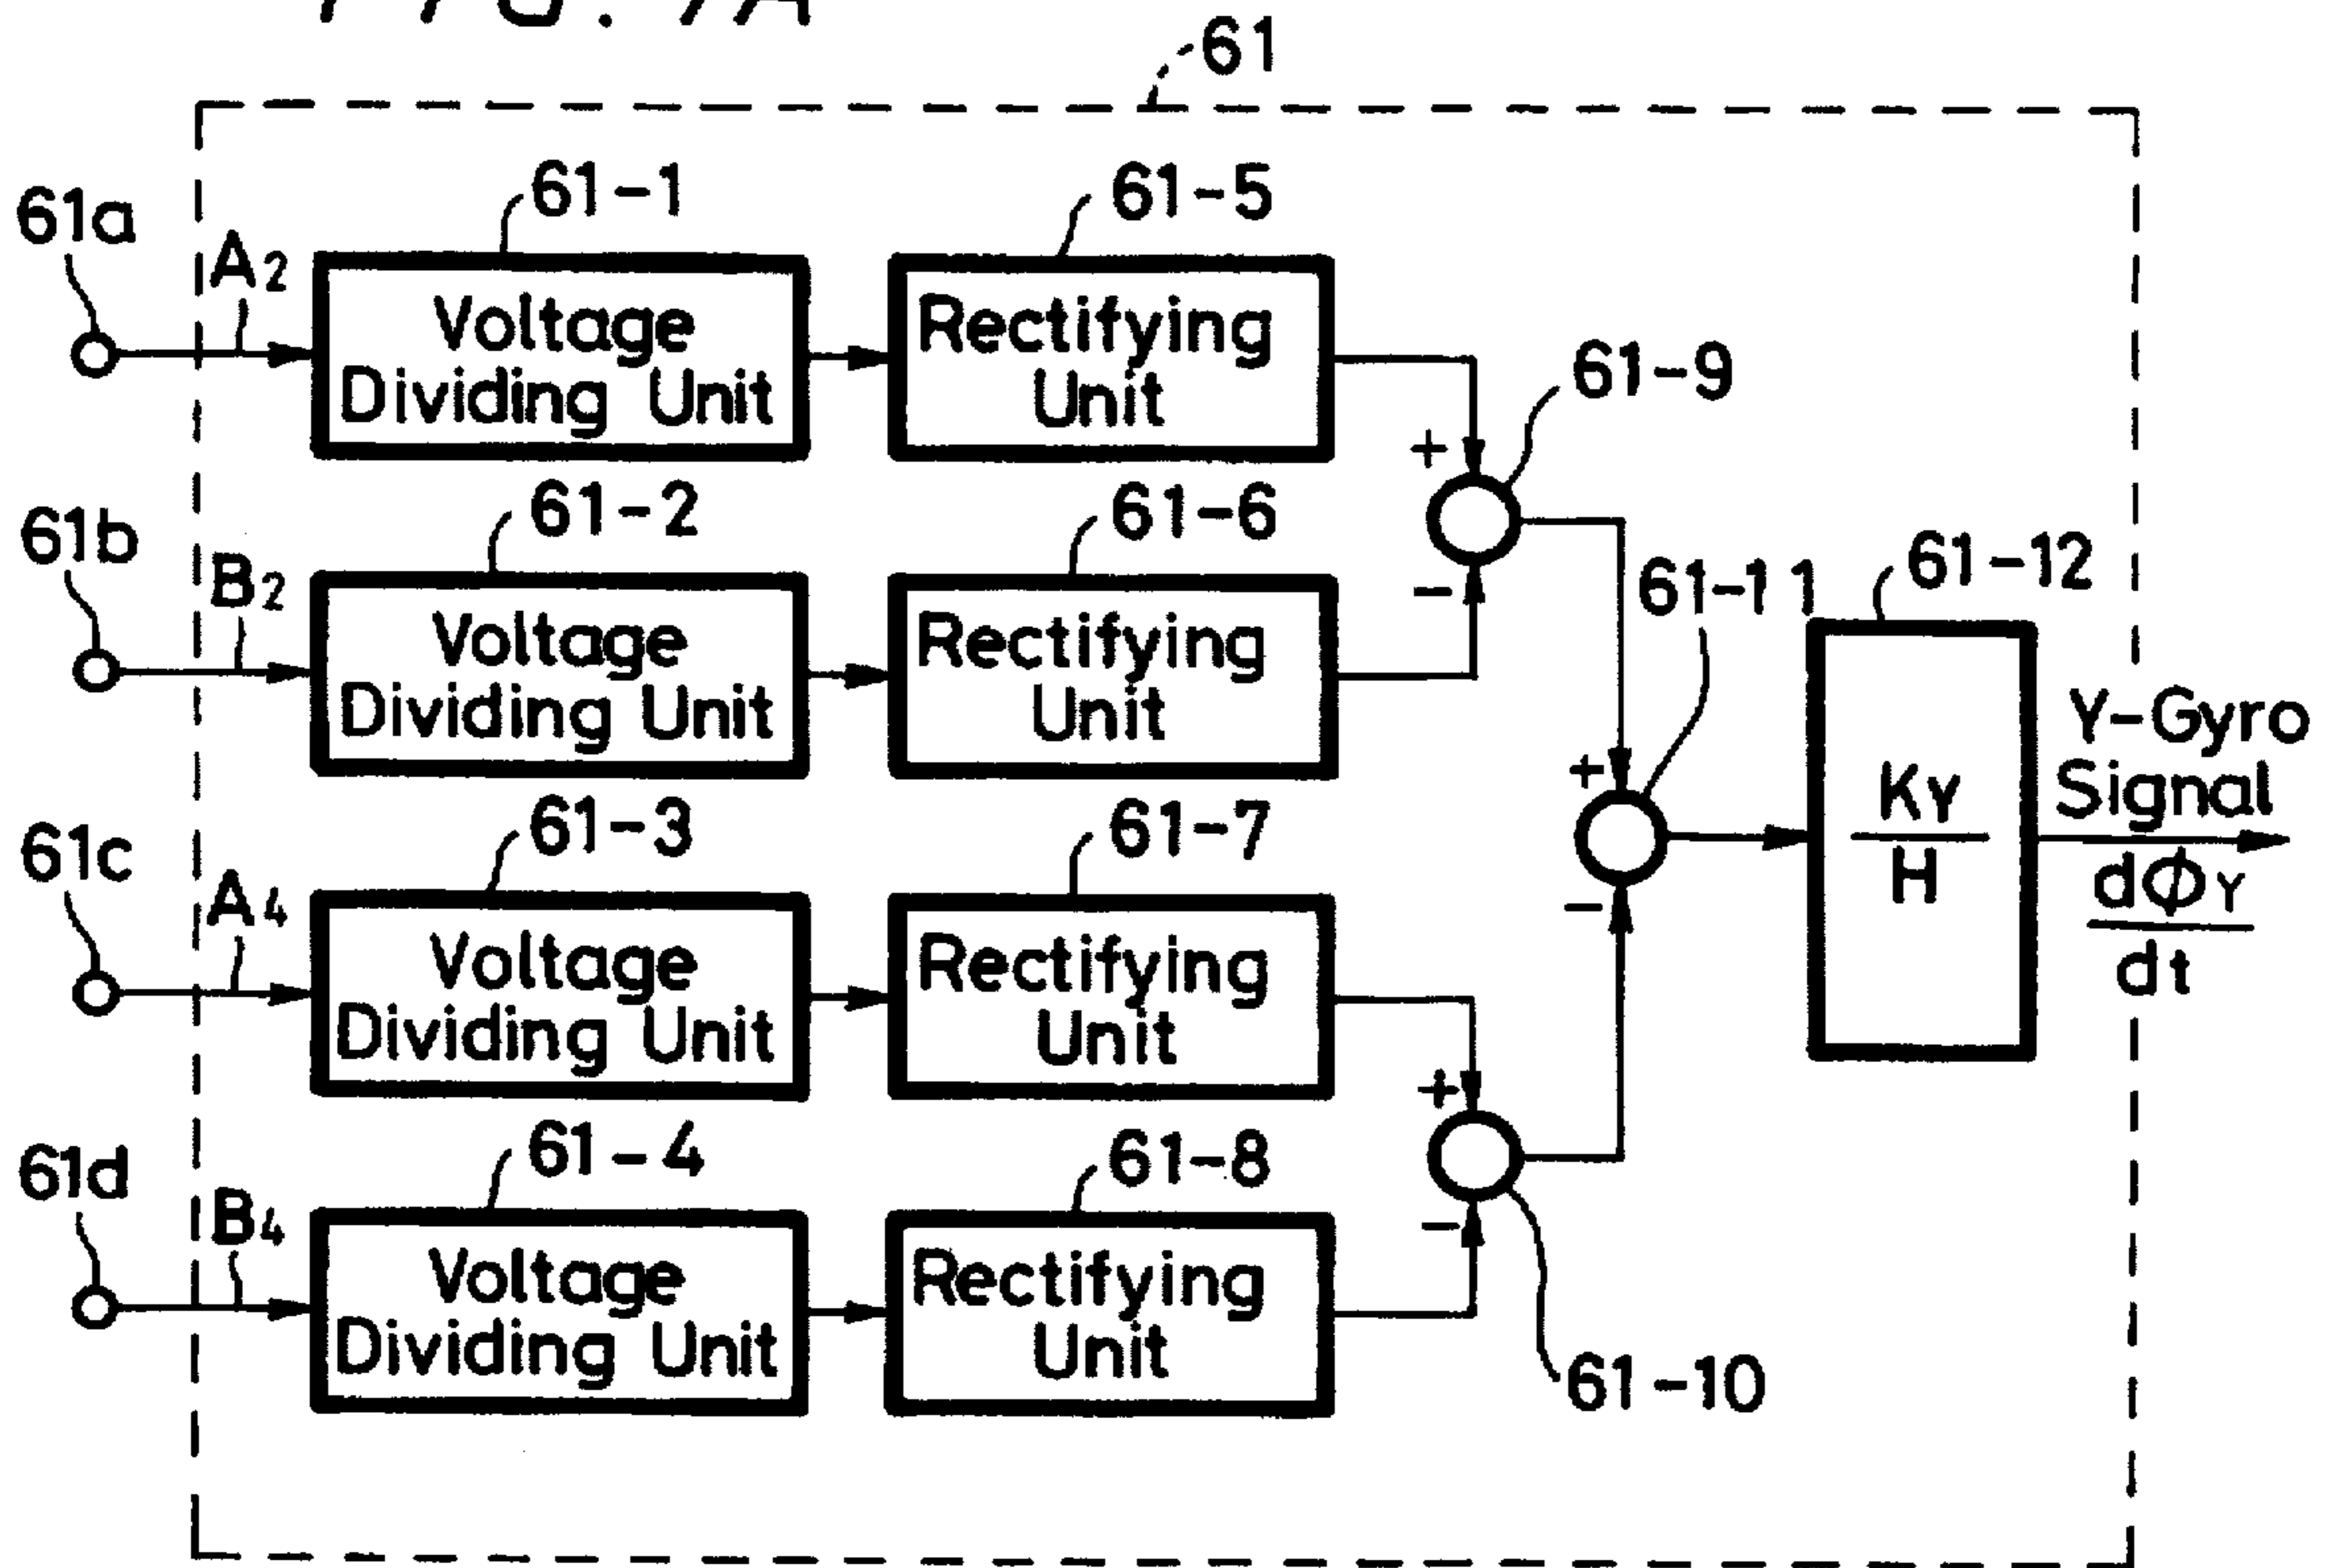 61
61-1
61-5
61a
A2
Voltage
Dividing Unit
Rectifying
Unit
61-9
+
61-2
61-6
61b
B2
-
61-11
61-12
Voltage
Dividing Unit
Rectifying
Unit
Y-Gyro
Signal
+
KY
H
dΦY
dt
61-3
61-7
61c
A4
-
Voltage
Dividing Unit
Rectifying
Unit
+
61-4
61-8
61d
B4
-
Voltage
Dividing Unit
Rectifying
Unit
61-10